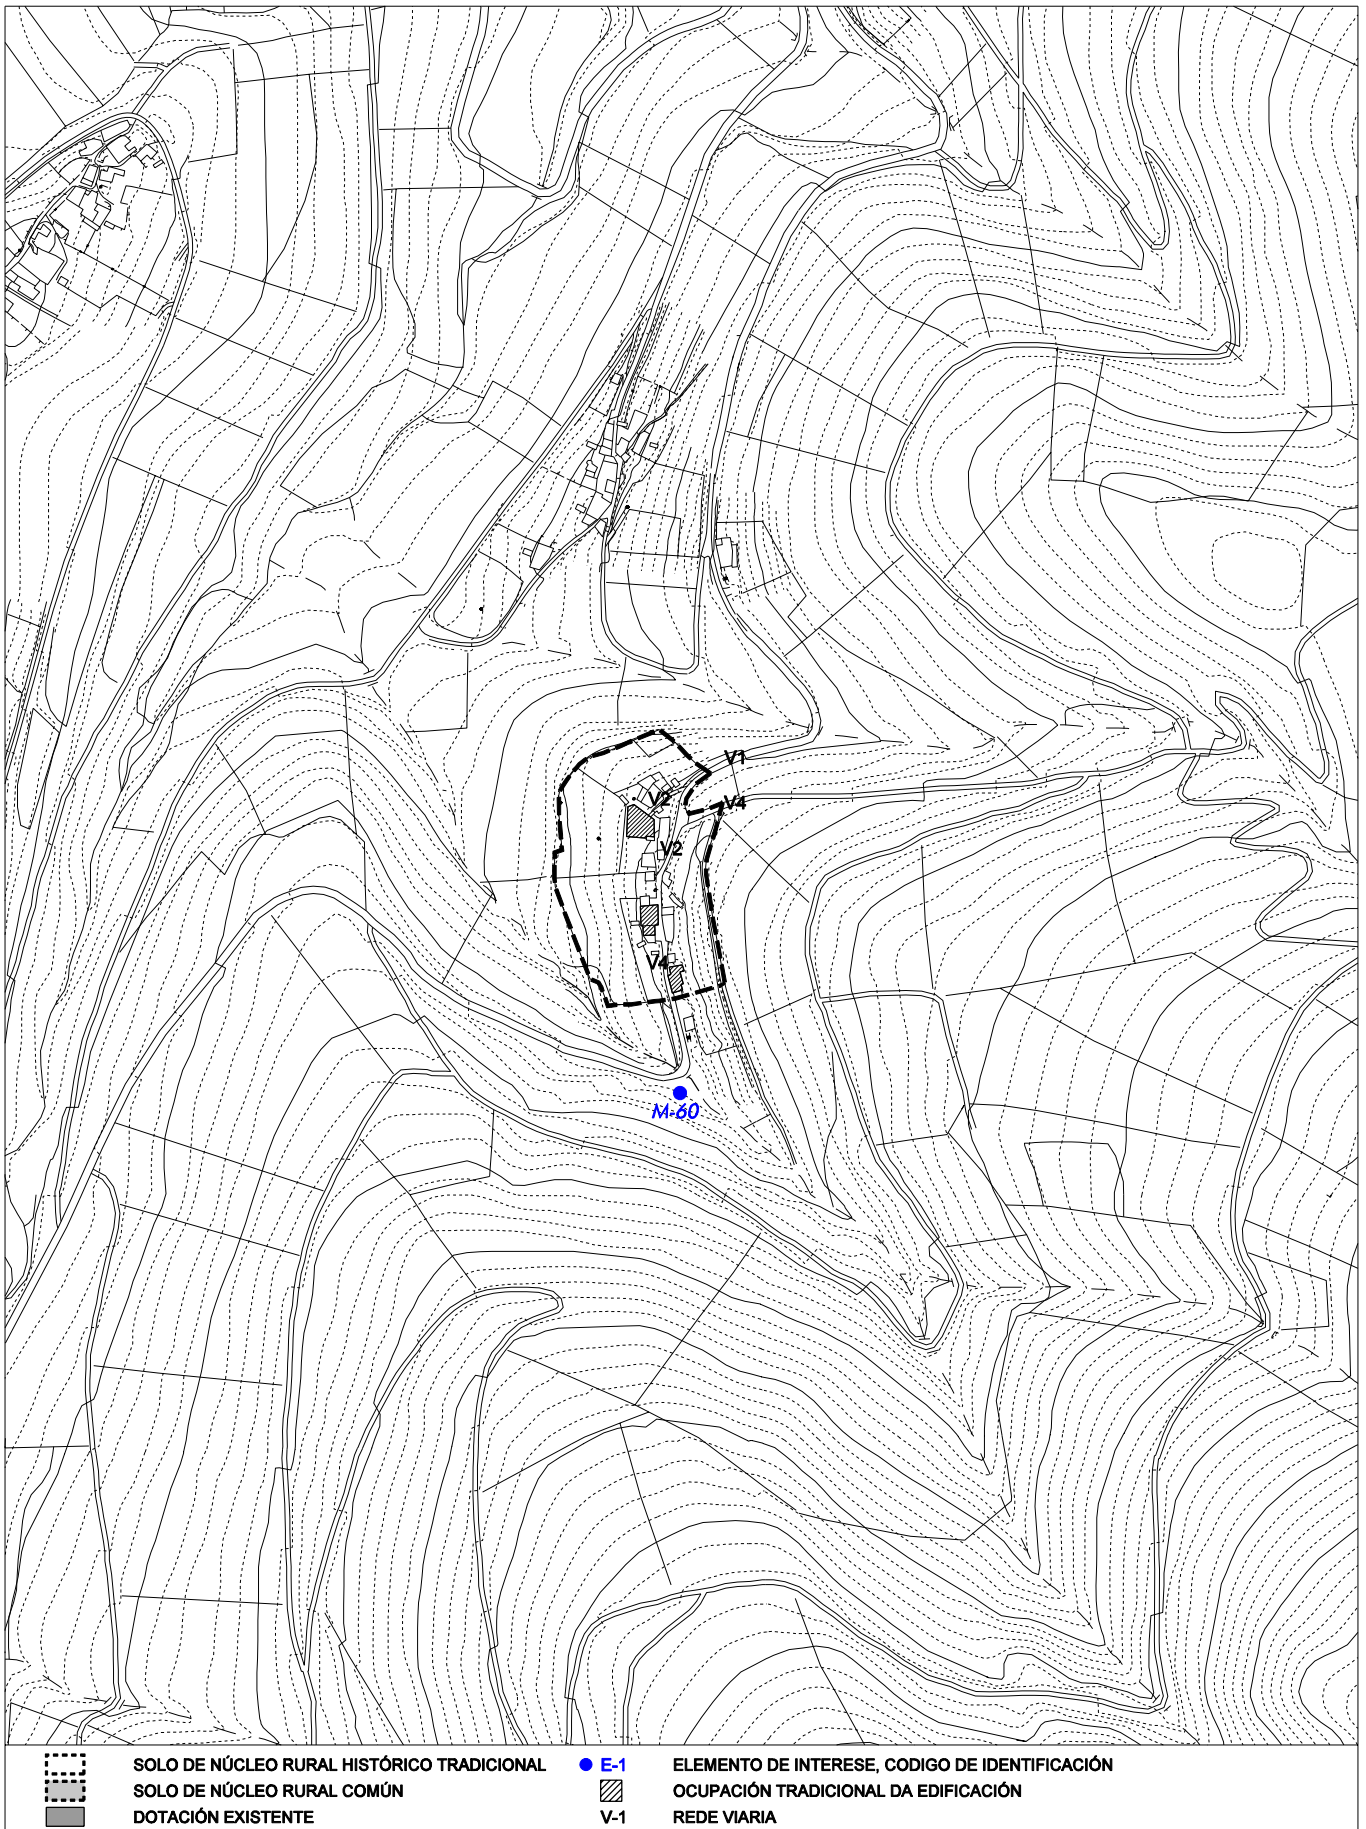 V1
V2
V4
V2
V4
M-60
SOLO DE NÚCLEO RURAL HISTÓRICO TRADICIONAL
E-1 ELEMENTO DE INTERESE, CODIGO DE IDENTIFICACIÓN
SOLO DE NÚCLEO RURAL COMÚN
OCUPACIÓN TRADICIONAL DA EDIFICACIÓN
DOTACIÓN EXISTENTE
V-1 REDE VIARIA